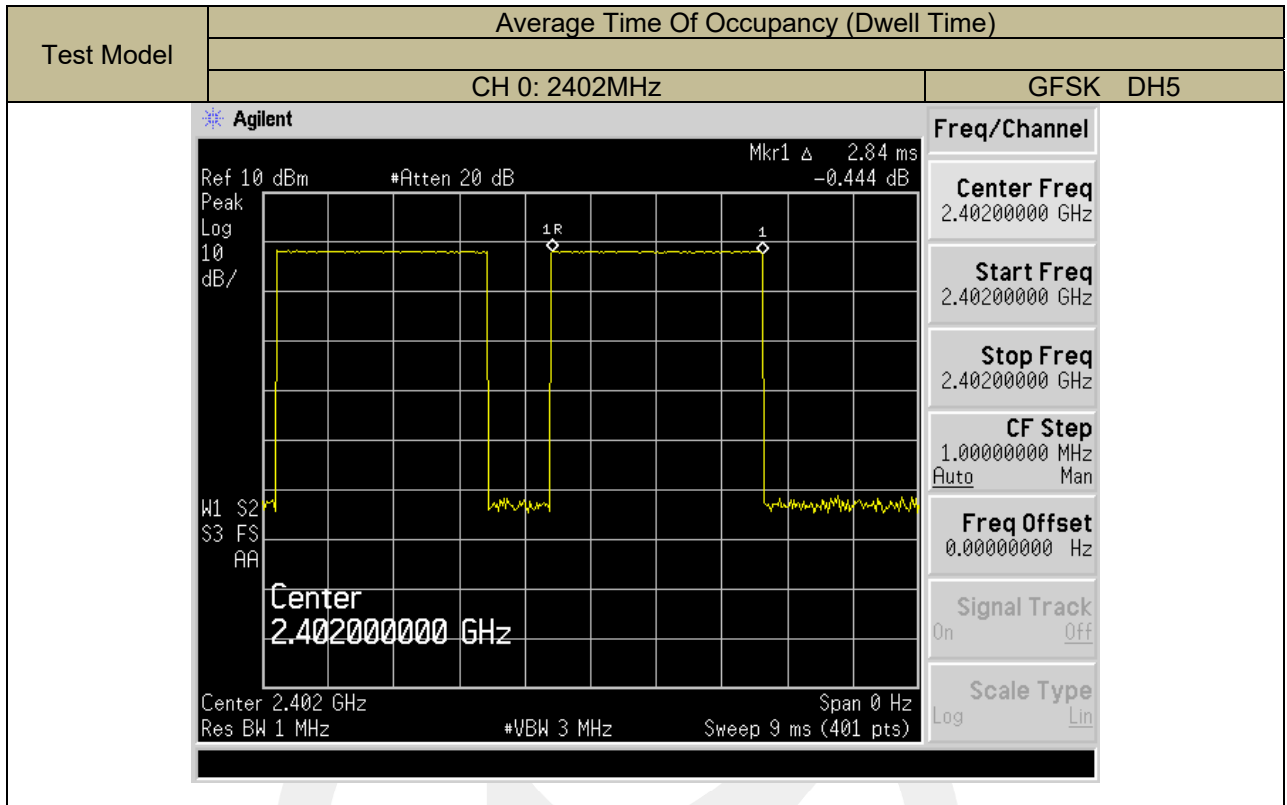 Test Model
Average Time Of Occupancy (Dwell Time)
CH 0: 2402MHz
GFSK DH5
Agilent
Mkr1 Δ 2.84 ms
Ref 10 dBm #Atten 20 dB -0.444 dB
Peak
Log
10
dB/
1R
1
W1 S2
S3 FS
AA
Center
2.402000000 GHz
Center 2.402 GHz Span 0 Hz
Res BW 1 MHz #VBW 3 MHz Sweep 9 ms (401 pts)
Freq/Channel
Center Freq
2.40200000 GHz
Start Freq
2.40200000 GHz
Stop Freq
2.40200000 GHz
CF Step
1.00000000 MHz
Auto Man
Freq Offset
0.00000000 Hz
Signal Track
On Off
Scale Type
Log Lin